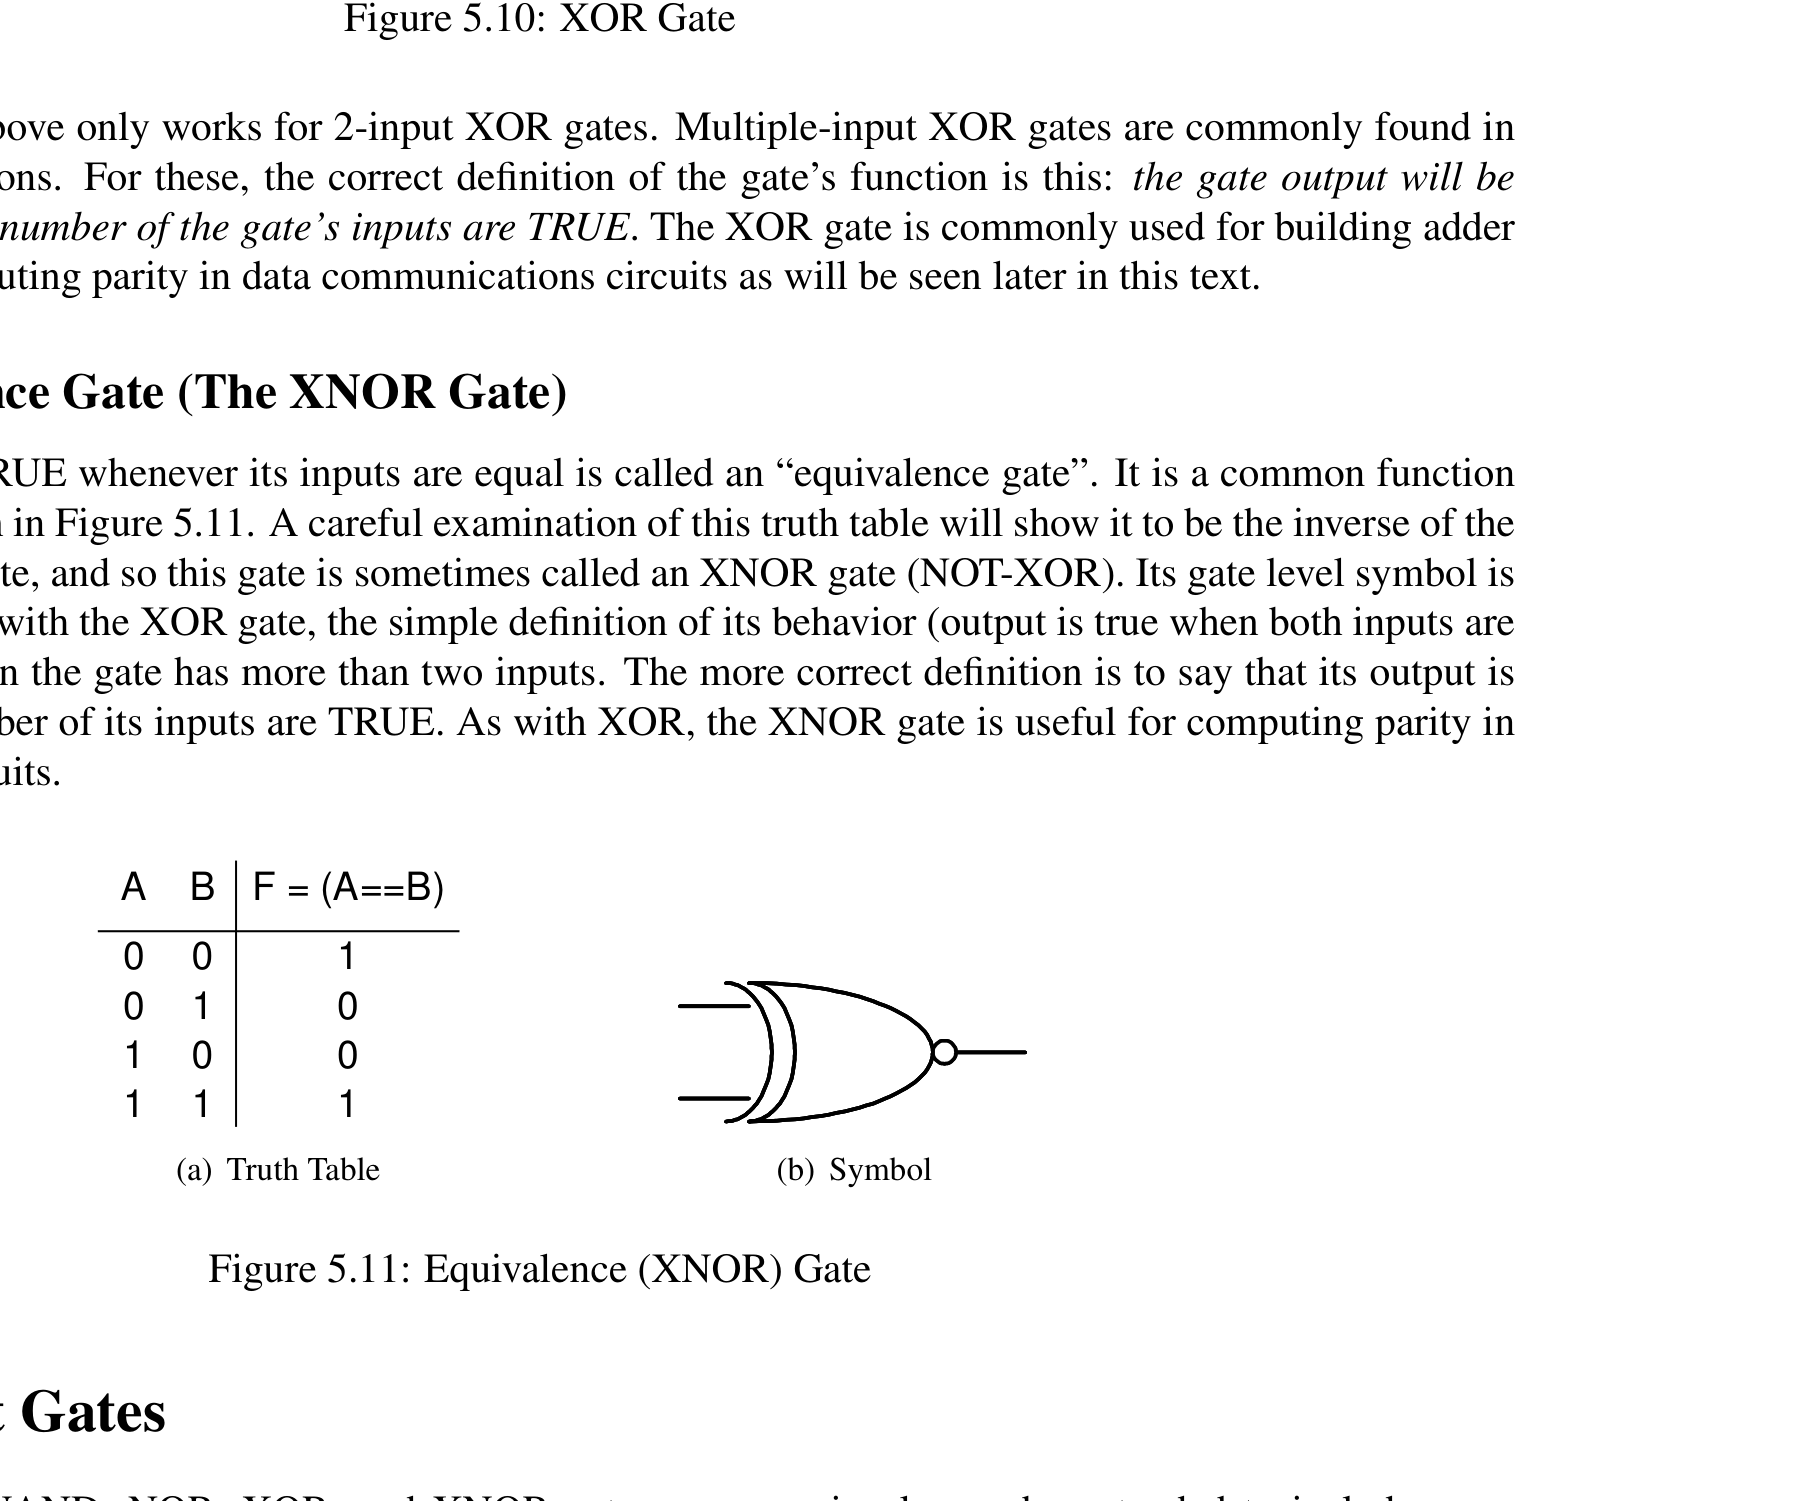 Figure 5.10: XOR Gate
only works for 2-input XOR gates. Multiple-input XOR gates are commonly found in
For these, the correct definition of the gate’s function is this: the gate output will be
number of the gate’s inputs are TRUE. The XOR gate is commonly used for building adder
parity in data communications circuits as will be seen later in this text.
Gate (The XNOR Gate)
whenever its inputs are equal is called an “equivalence gate”. It is a common function
in Figure 5.11. A careful examination of this truth table will show it to be the inverse of the
and so this gate is sometimes called an XNOR gate (NOT-XOR). Its gate level symbol is
with the XOR gate, the simple definition of its behavior (output is true when both inputs are
the gate has more than two inputs. The more correct definition is to say that its output is
of its inputs are TRUE. As with XOR, the XNOR gate is useful for computing parity in
A B F = (A==B)
0 0 1
0 1 0
1 0 0
1 1 1
(a) Truth Table
(b) Symbol
Figure 5.11: Equivalence (XNOR) Gate
Gates